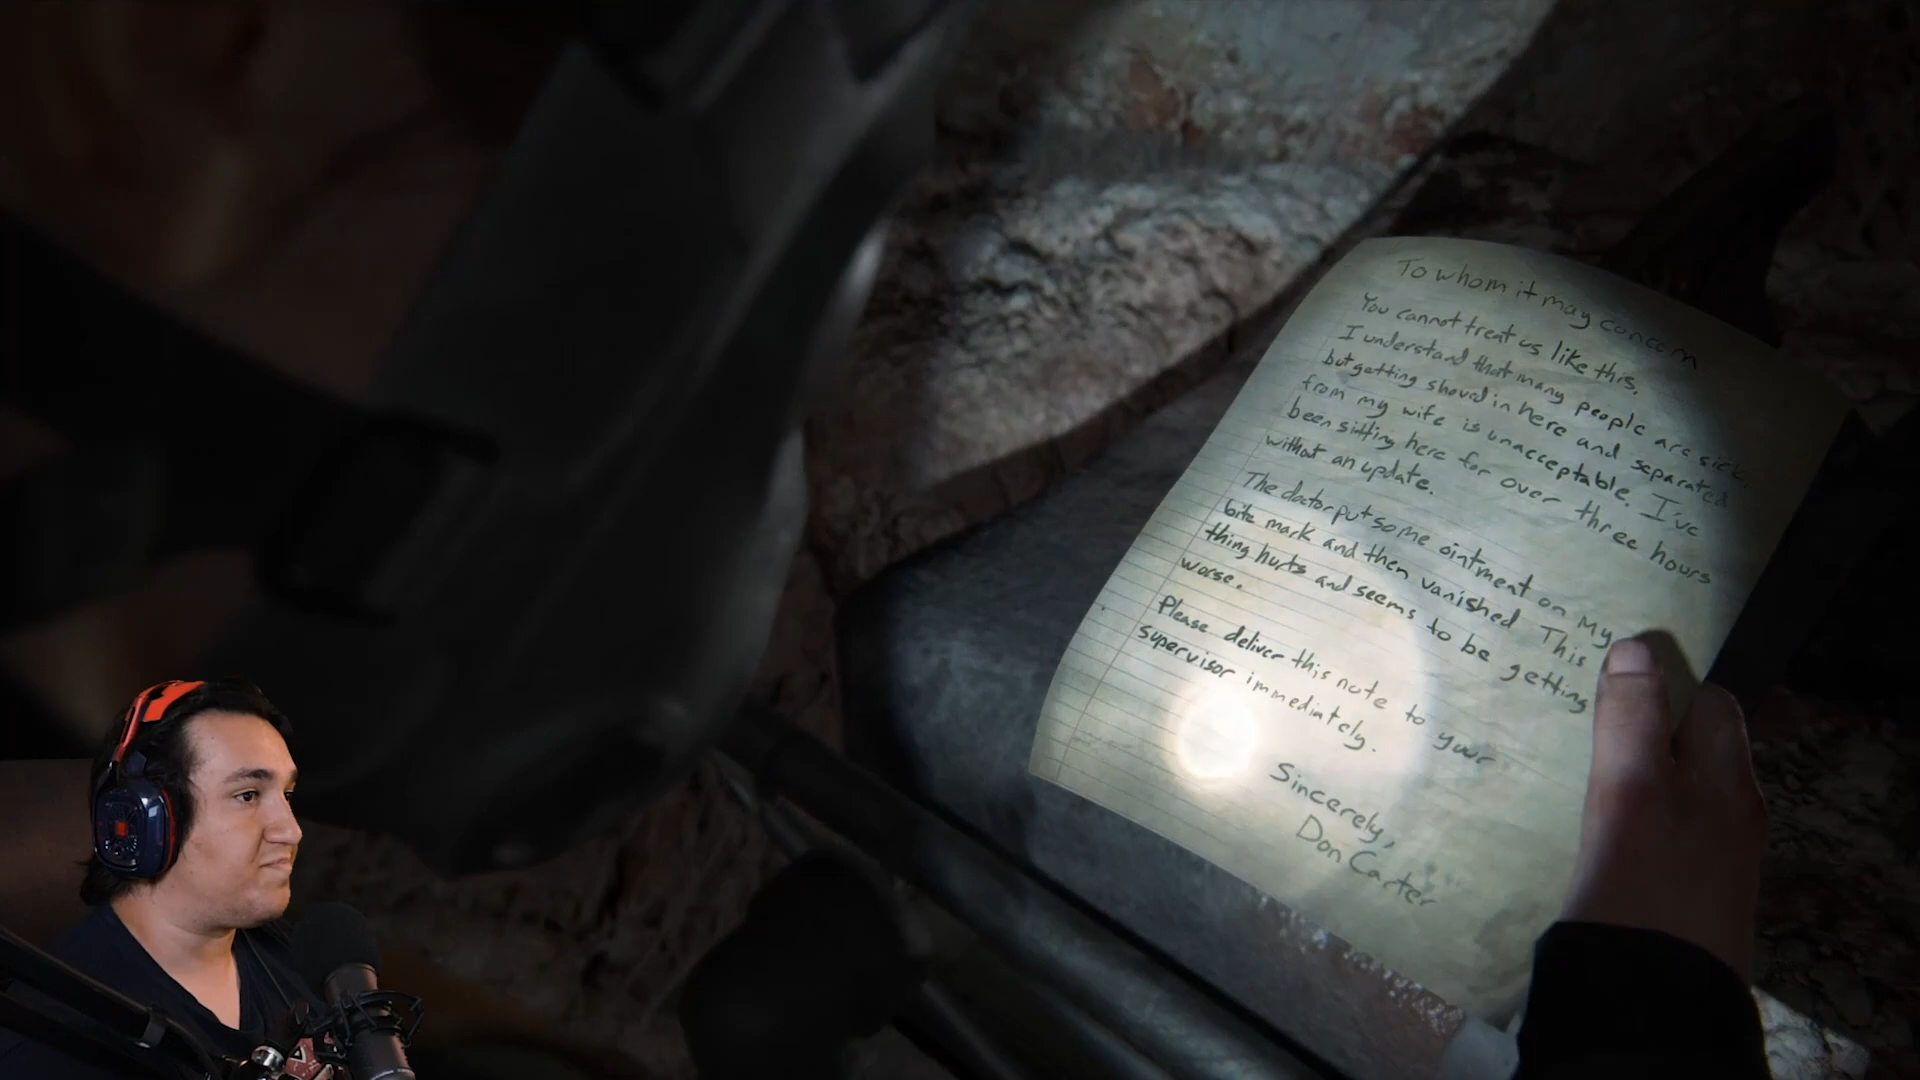 To whom it may concern
You cannot treat us like this.
I understand that many people are sick
but getting shoved in here and separated
from my wife is unacceptable. I've
been sitting here for over three hours
without an update.
The doctor put some ointment on my
bite mark and then vanished This
thing hurts and seems to be getting
worse.
Please deliver this note to your
supervisor immediately.
Sincerely,
Don Carter